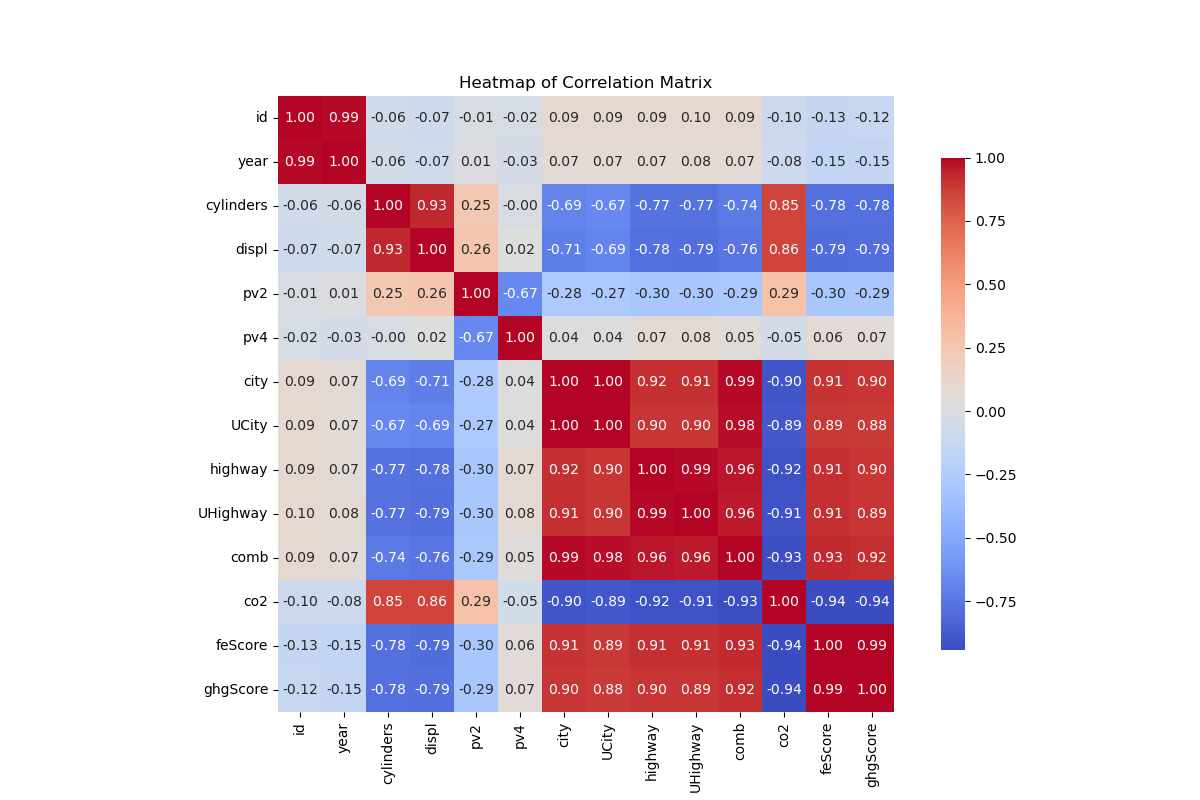 Heatmap of Correlation Matrix
id 1.00 0.99 -0.06 -0.07 -0.01 -0.02 0.09 0.09 0.09 0.10 0.09 -0.10 -0.13 -0.12
year 0.99 1.00 -0.06 -0.07 0.01 -0.03 0.07 0.07 0.07 0.08 0.07 -0.08 -0.15 -0.15
cylinders -0.06 -0.06 1.00 0.93 0.25 -0.00 -0.69 -0.67 -0.77 -0.77 -0.74 0.85 -0.78 -0.78
displ -0.07 -0.07 0.93 1.00 0.26 0.02 -0.71 -0.69 -0.78 -0.79 -0.76 0.86 -0.79 -0.79
pv2 -0.01 0.01 0.25 0.26 1.00 -0.67 -0.28 -0.27 -0.30 -0.30 -0.29 0.29 -0.30 -0.29
pv4 -0.02 -0.03 -0.00 0.02 -0.67 1.00 0.04 0.04 0.07 0.08 0.05 -0.05 0.06 0.07
city 0.09 0.07 -0.69 -0.71 -0.28 0.04 1.00 1.00 0.92 0.91 0.99 -0.90 0.91 0.90
UCity 0.09 0.07 -0.67 -0.69 -0.27 0.04 1.00 1.00 0.90 0.90 0.98 -0.89 0.89 0.88
highway 0.09 0.07 -0.77 -0.78 -0.30 0.07 0.92 0.90 1.00 0.99 0.96 -0.92 0.91 0.90
UHighway 0.10 0.08 -0.77 -0.79 -0.30 0.08 0.91 0.90 0.99 1.00 0.96 -0.91 0.91 0.89
comb 0.09 0.07 -0.74 -0.76 -0.29 0.05 0.99 0.98 0.96 0.96 1.00 -0.93 0.93 0.92
co2 -0.10 -0.08 0.85 0.86 0.29 -0.05 -0.90 -0.89 -0.92 -0.91 -0.93 1.00 -0.94 -0.94
feScore -0.13 -0.15 -0.78 -0.79 -0.30 0.06 0.91 0.89 0.91 0.91 0.93 -0.94 1.00 0.99
ghgScore -0.12 -0.15 -0.78 -0.79 -0.29 0.07 0.90 0.88 0.90 0.89 0.92 -0.94 0.99 1.00
id year cylinders displ pv2 pv4 city UCity highway UHighway comb co2 feScore ghgScore
1.00
0.75
0.50
0.25
0.00
−0.25
−0.50
−0.75